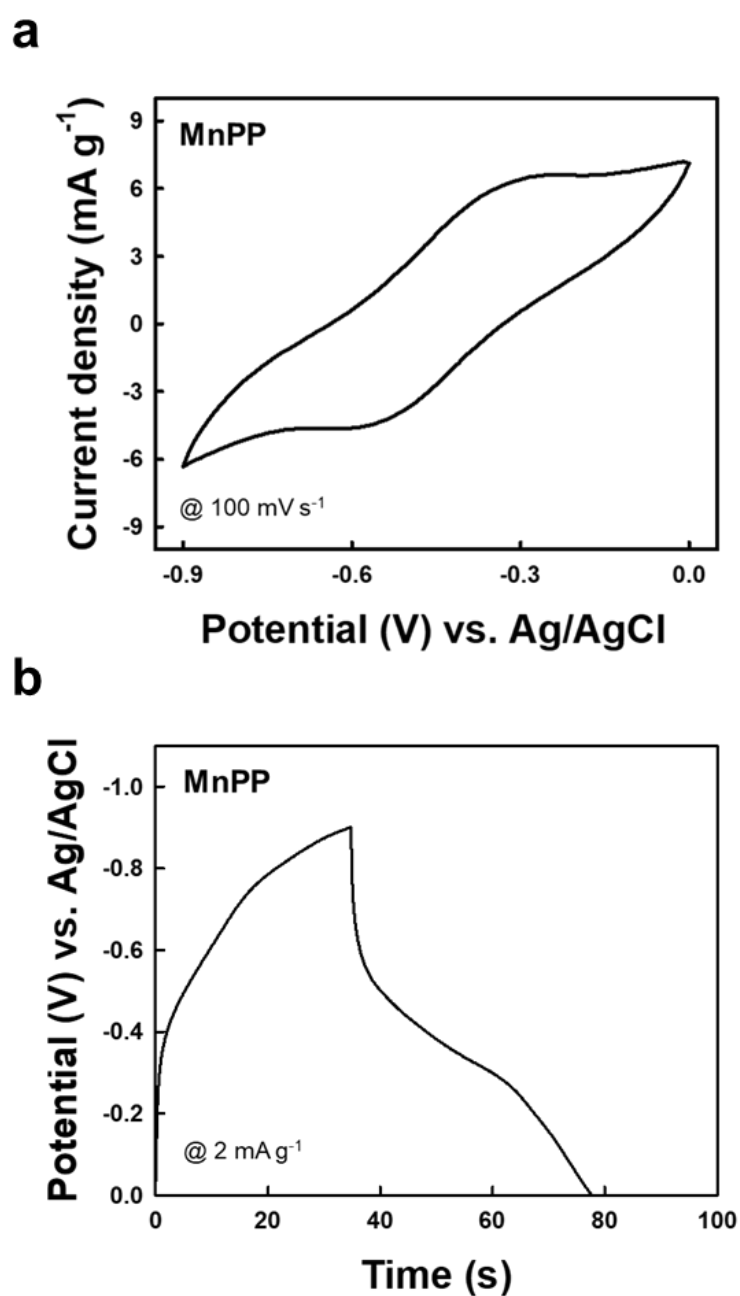 a
MnPP
Current density (mA g⁻¹)
9
6
3
0
-3
-6
-9
@ 100 mV s⁻¹
-0.9 -0.6 -0.3 0.0
Potential (V) vs. Ag/AgCl
b
MnPP
Potential (V) vs. Ag/AgCl
-1.0
-0.8
-0.6
-0.4
-0.2
0.0
@ 2 mA g⁻¹
0 20 40 60 80 100
Time (s)